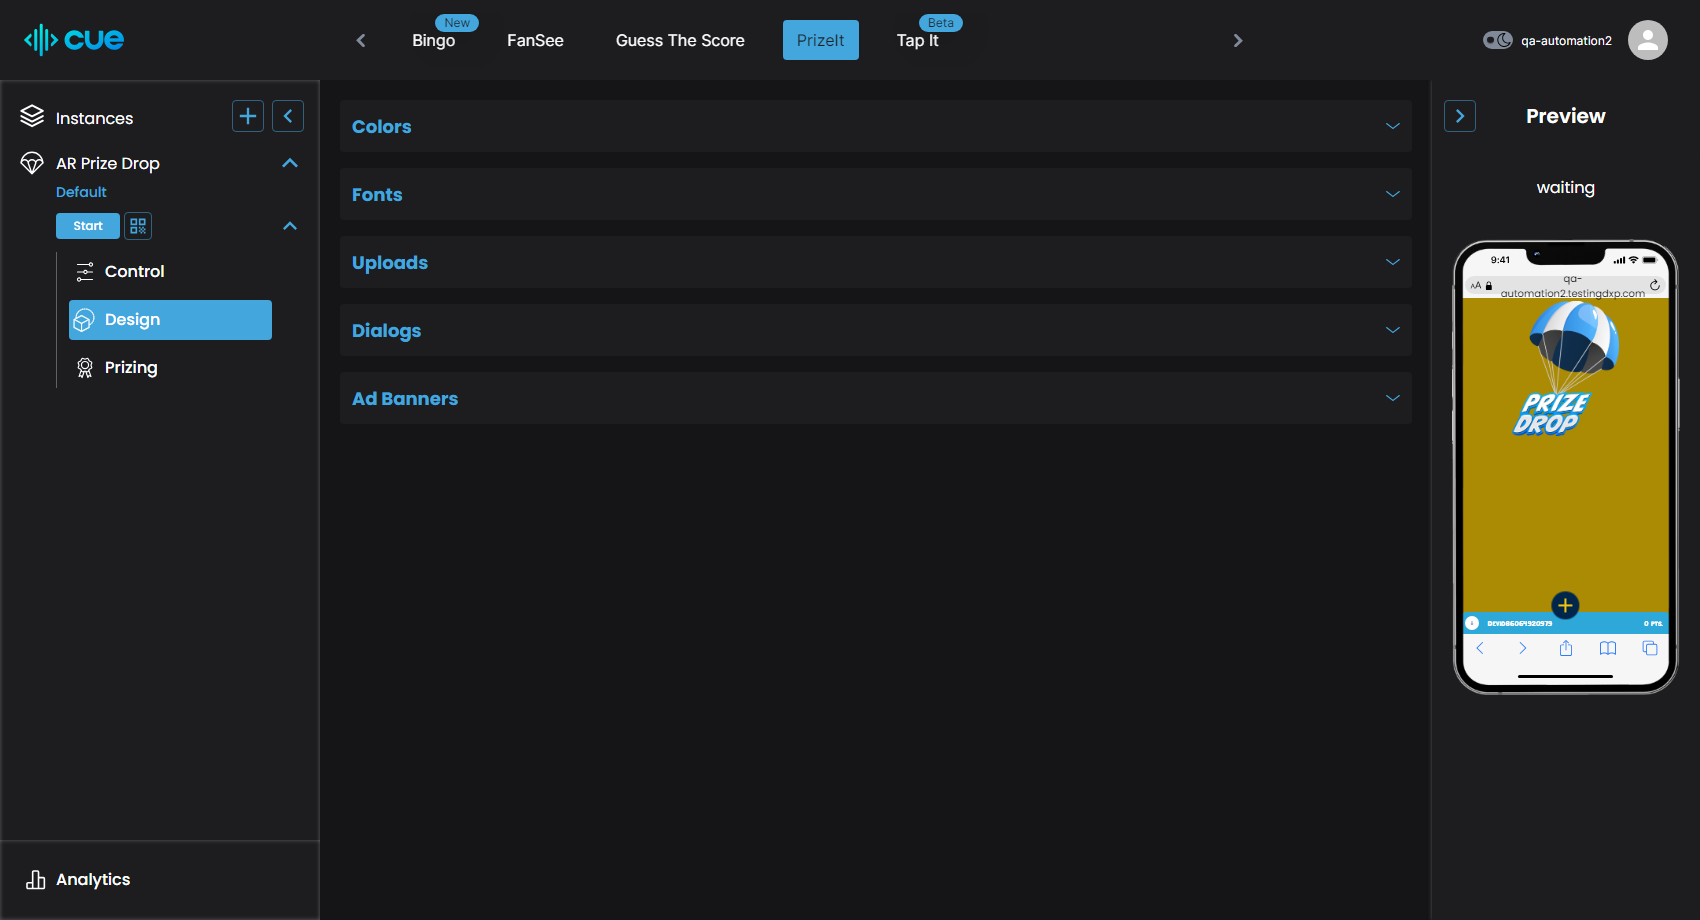 cue
New
Bingo
FanSee
Guess The Score
PrizeIt
Beta
Tap It
qa-automation2
Instances
AR Prize Drop
Default
Start
Control
Design
Prizing
Analytics
Colors
Fonts
Uploads
Dialogs
Ad Banners
Preview
waiting
9:41
AA
qa-
automation2.testingdxp.com
PRIZE
DROP
0 PTS.